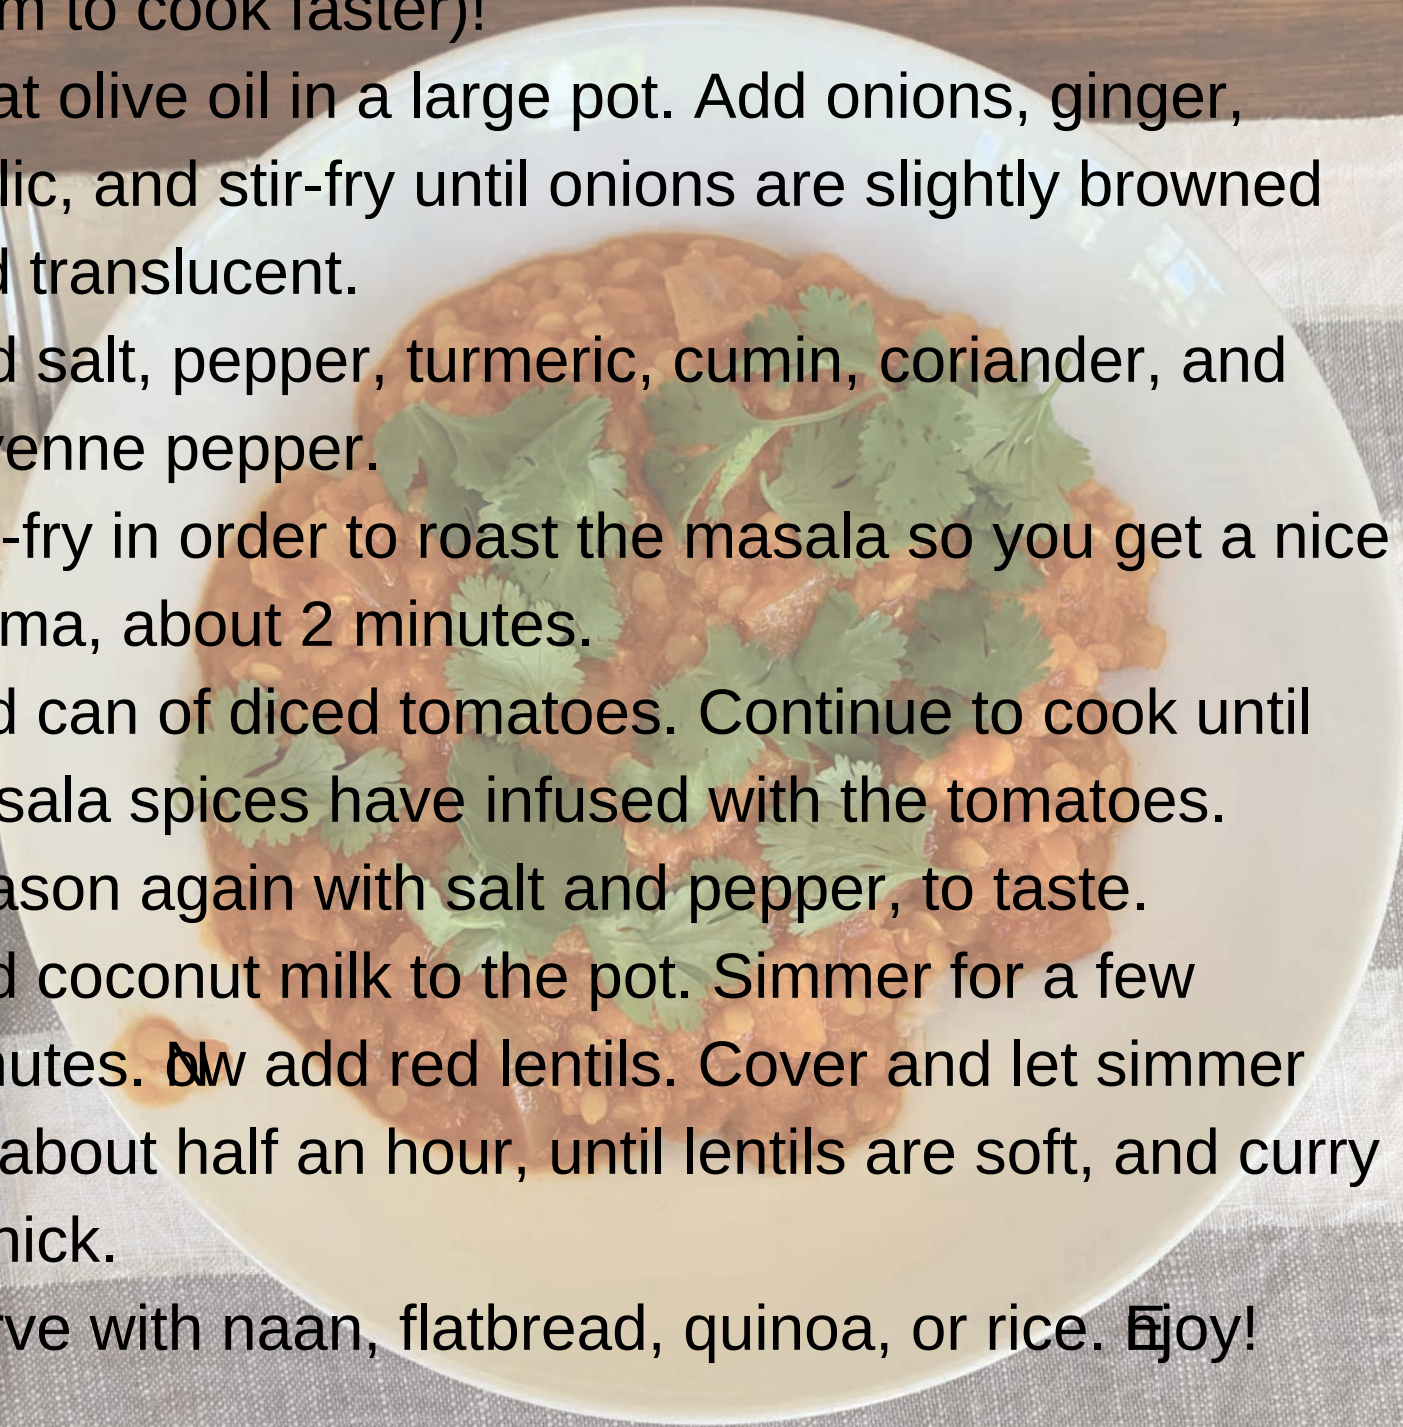 m to cook faster)!
at olive oil in a large pot. Add onions, ginger,
lic, and stir-fry until onions are slightly browned
d translucent.
d salt, pepper, turmeric, cumin, coriander, and
yenne pepper.
-fry in order to roast the masala so you get a nice
ma, about 2 minutes.
d can of diced tomatoes. Continue to cook until
sala spices have infused with the tomatoes.
ason again with salt and pepper, to taste.
d coconut milk to the pot. Simmer for a few
nutes. Now add red lentils. Cover and let simmer
about half an hour, until lentils are soft, and curry
hick.
rve with naan, flatbread, quinoa, or rice. Enjoy!